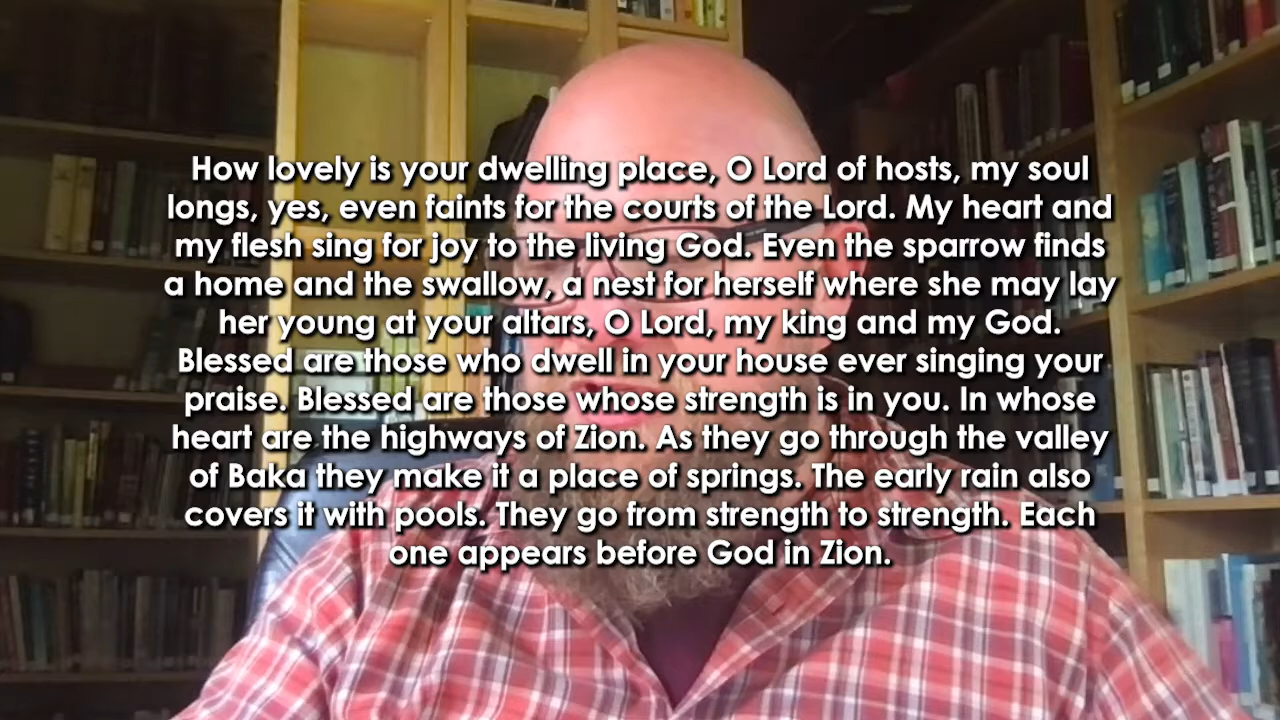 How lovely is your dwelling place, O Lord of hosts, my soul
longs, yes, even faints for the courts of the Lord. My heart and
my flesh sing for joy to the living God. Even the sparrow finds
a home and the swallow, a nest for herself where she may lay
her young at your altars, O Lord, my king and my God.
Blessed are those who dwell in your house ever singing your
praise. Blessed are those whose strength is in you. In whose
heart are the highways of Zion. As they go through the valley
of Baka they make it a place of springs. The early rain also
covers it with pools. They go from strength to strength. Each
one appears before God in Zion.